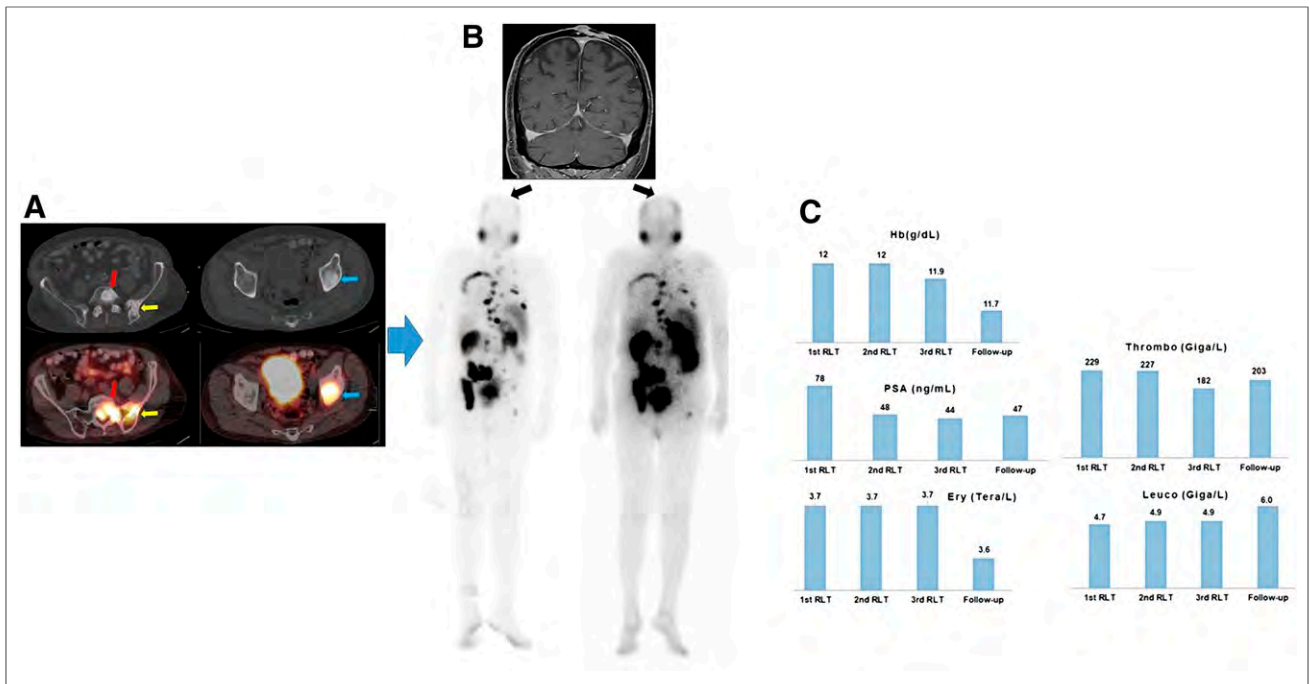 B
A
C
Hb(g/dL)
12 12 11.9 11.7
1st RLT 2nd RLT 3rd RLT Follow-up
PSA (ng/mL)
78 48 44 47
1st RLT 2nd RLT 3rd RLT Follow-up
Ery (Tera/L)
3.7 3.7 3.7 3.6
1st RLT 2nd RLT 3rd RLT Follow-up
Thrombo (Giga/L)
229 227 182 203
1st RLT 2nd RLT 3rd RLT Follow-up
Leuco (Giga/L)
4.7 4.9 4.9 6.0
1st RLT 2nd RLT 3rd RLT Follow-up